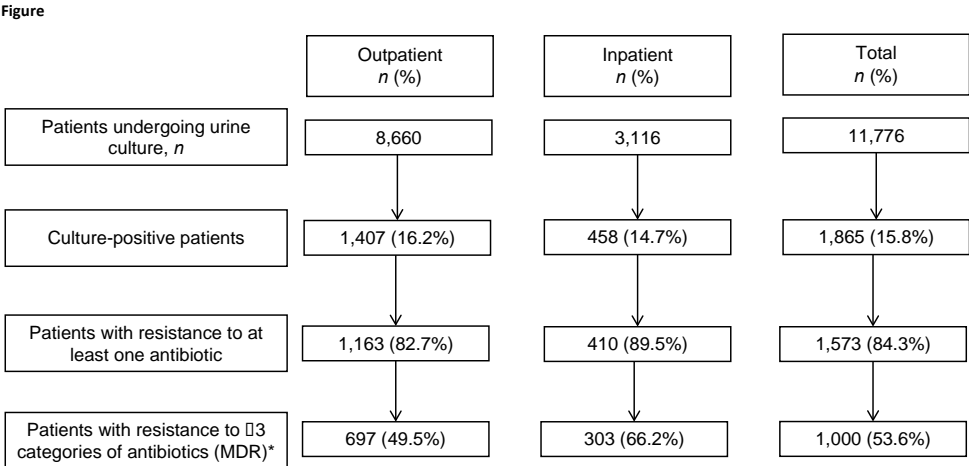 Figure
Outpatient
n (%)
Inpatient
n (%)
Total
n (%)
Patients undergoing urine
culture, n
8,660
3,116
11,776
Culture-positive patients
1,407 (16.2%)
458 (14.7%)
1,865 (15.8%)
Patients with resistance to at
least one antibiotic
1,163 (82.7%)
410 (89.5%)
1,573 (84.3%)
Patients with resistance to ▯3
categories of antibiotics (MDR)*
697 (49.5%)
303 (66.2%)
1,000 (53.6%)